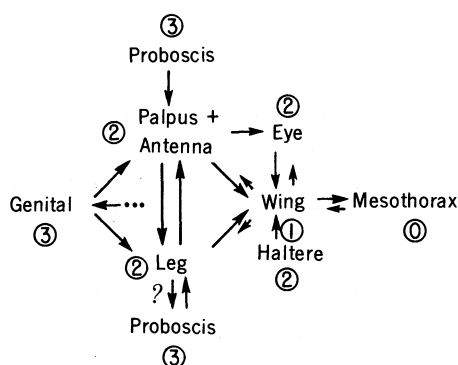 ③
Proboscis
Palpus +
② Antenna
②
Eye
Genital
③
•••
Wing
①
Mesothorax
⓪
Haltere
②
② Leg
?
Proboscis
③